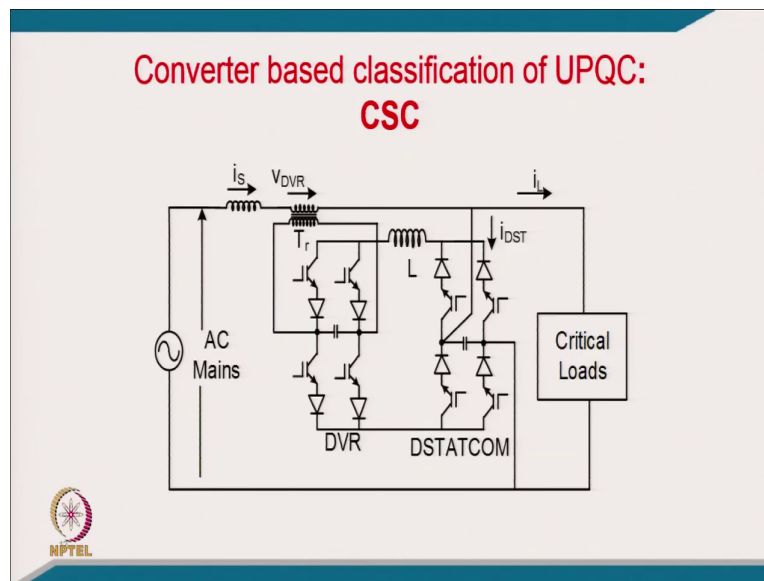 Converter based classification of UPQC:
CSC
iS
vDVR
iL
Tr
L
iDST
AC
Mains
Critical
Loads
DVR
DSTATCOM
NPTEL